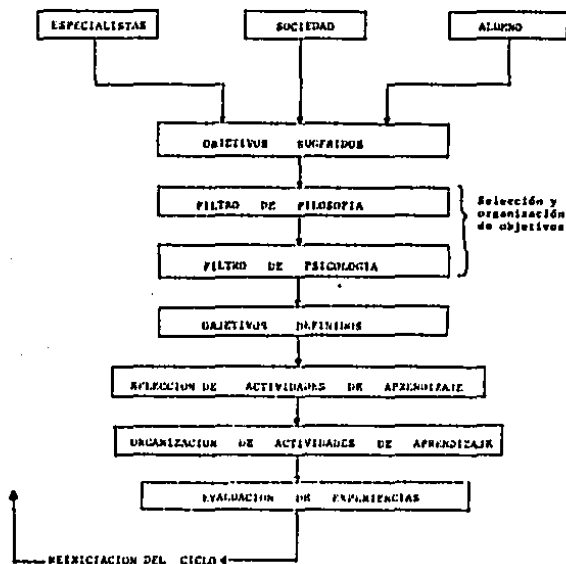 ESPECIALISTAS
SOCIEDAD
ALUMNO
OBJETIVOS SUGERIDOS
FILTRO DE FILOSOFIA
Selección y
organización
de objetivos
FILTRO DE PSICOLOGIA
OBJETIVOS DEFINIDOS
SELECCION DE ACTIVIDADES DE APRENDIZAJE
ORGANIZACION DE ACTIVIDADES DE APRENDIZAJE
EVALUACION DE EXPERIENCIAS
REINICIACION DEL CICLO